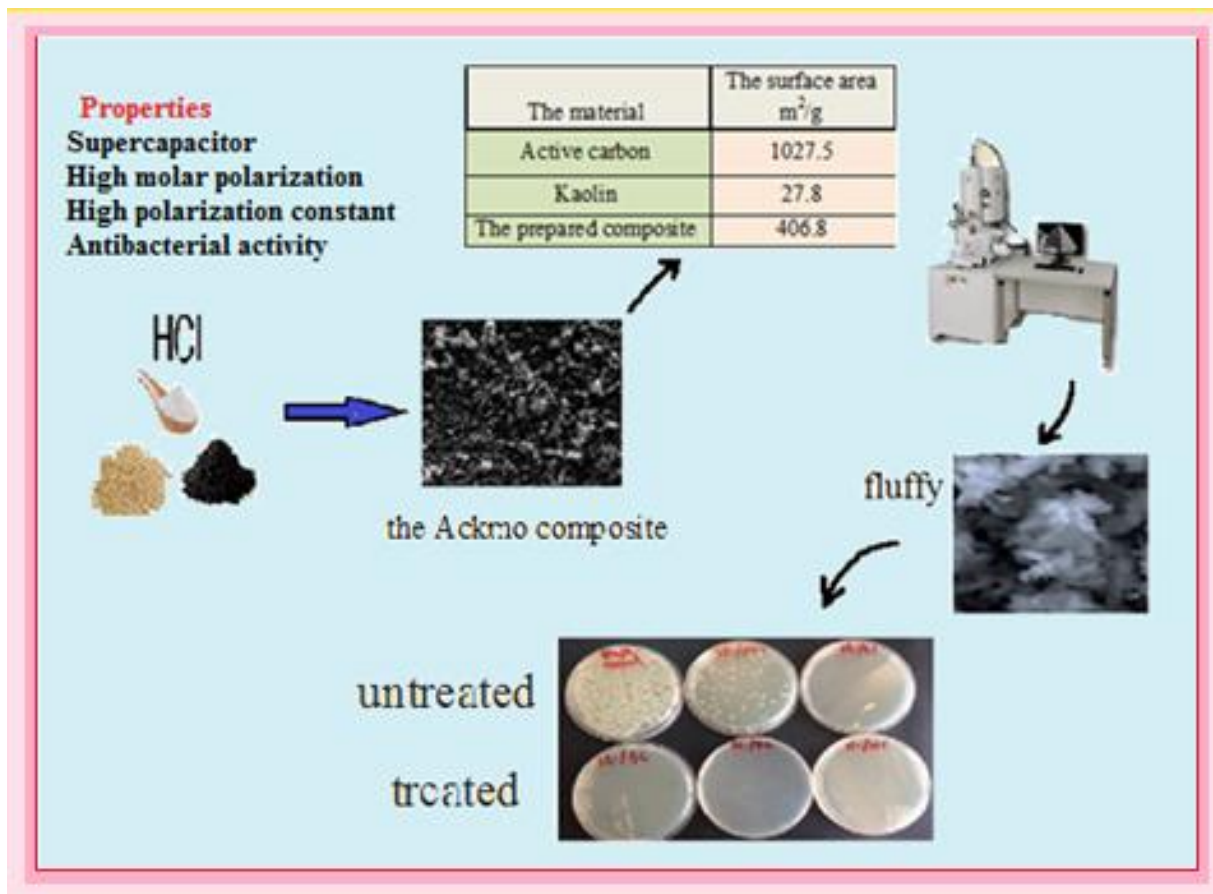 Properties
Supercapacitor
High molar polarization
High polarization constant
Antibacterial activity
The material
The surface area
m²/g
Active carbon
1027.5
Kaolin
27.8
The prepared composite
406.8
HCl
the Ackmo composite
fluffy
untreated
treated